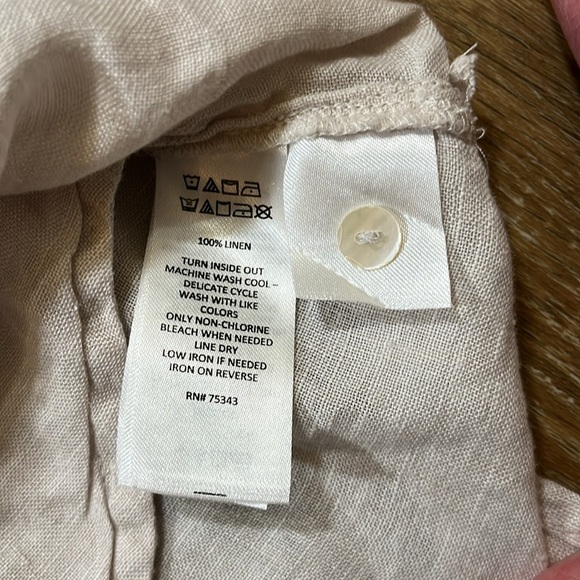 100% LINEN
TURN INSIDE OUT
MACHINE WASH COOL –
DELICATE CYCLE
WASH WITH LIKE
COLORS
ONLY NON-CHLORINE
BLEACH WHEN NEEDED
LINE DRY
LOW IRON IF NEEDED
IRON ON REVERSE
RN# 75343